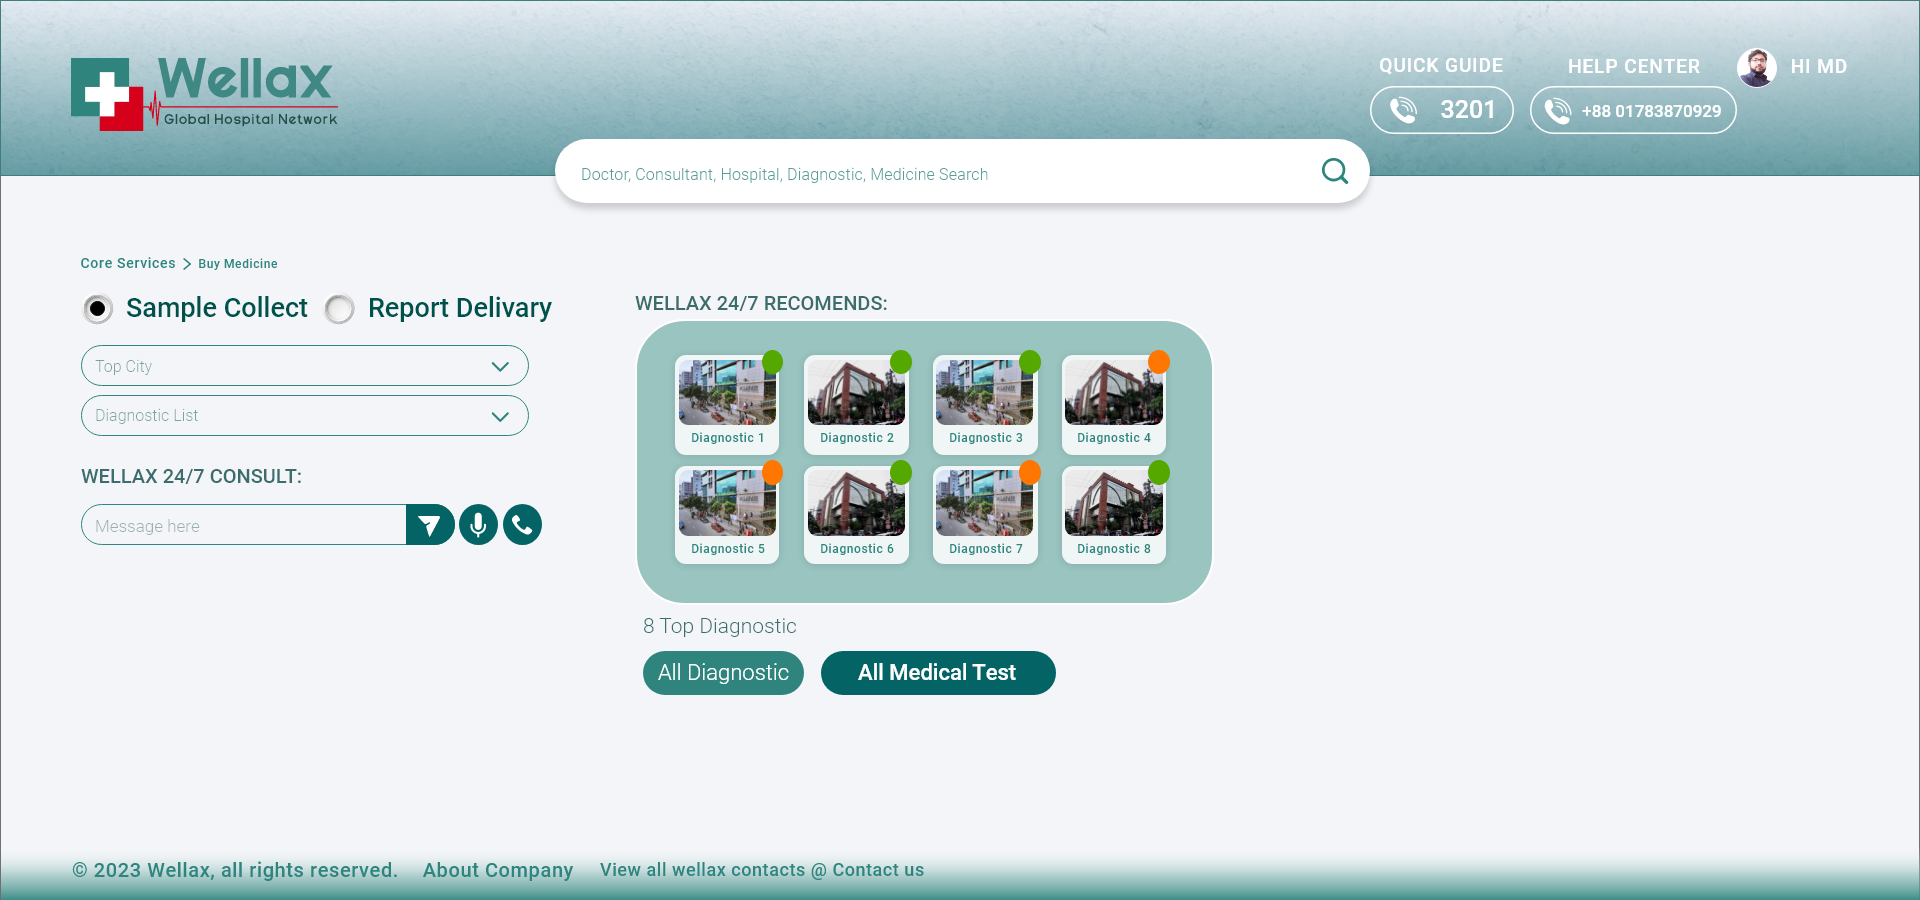 Wellax
Global Hospital Network
QUICK GUIDE
3201
HELP CENTER
+88 01783870929
HI MD
Doctor, Consultant, Hospital, Diagnostic, Medicine Search
Core Services > Buy Medicine
Sample Collect
Report Delivary
Top City
Diagnostic List
WELLAX 24/7 CONSULT:
Message here
WELLAX 24/7 RECOMENDS:
Diagnostic 1
Diagnostic 2
Diagnostic 3
Diagnostic 4
Diagnostic 5
Diagnostic 6
Diagnostic 7
Diagnostic 8
8 Top Diagnostic
All Diagnostic
All Medical Test
© 2023 Wellax, all rights reserved.
About Company
View all wellax contacts @ Contact us